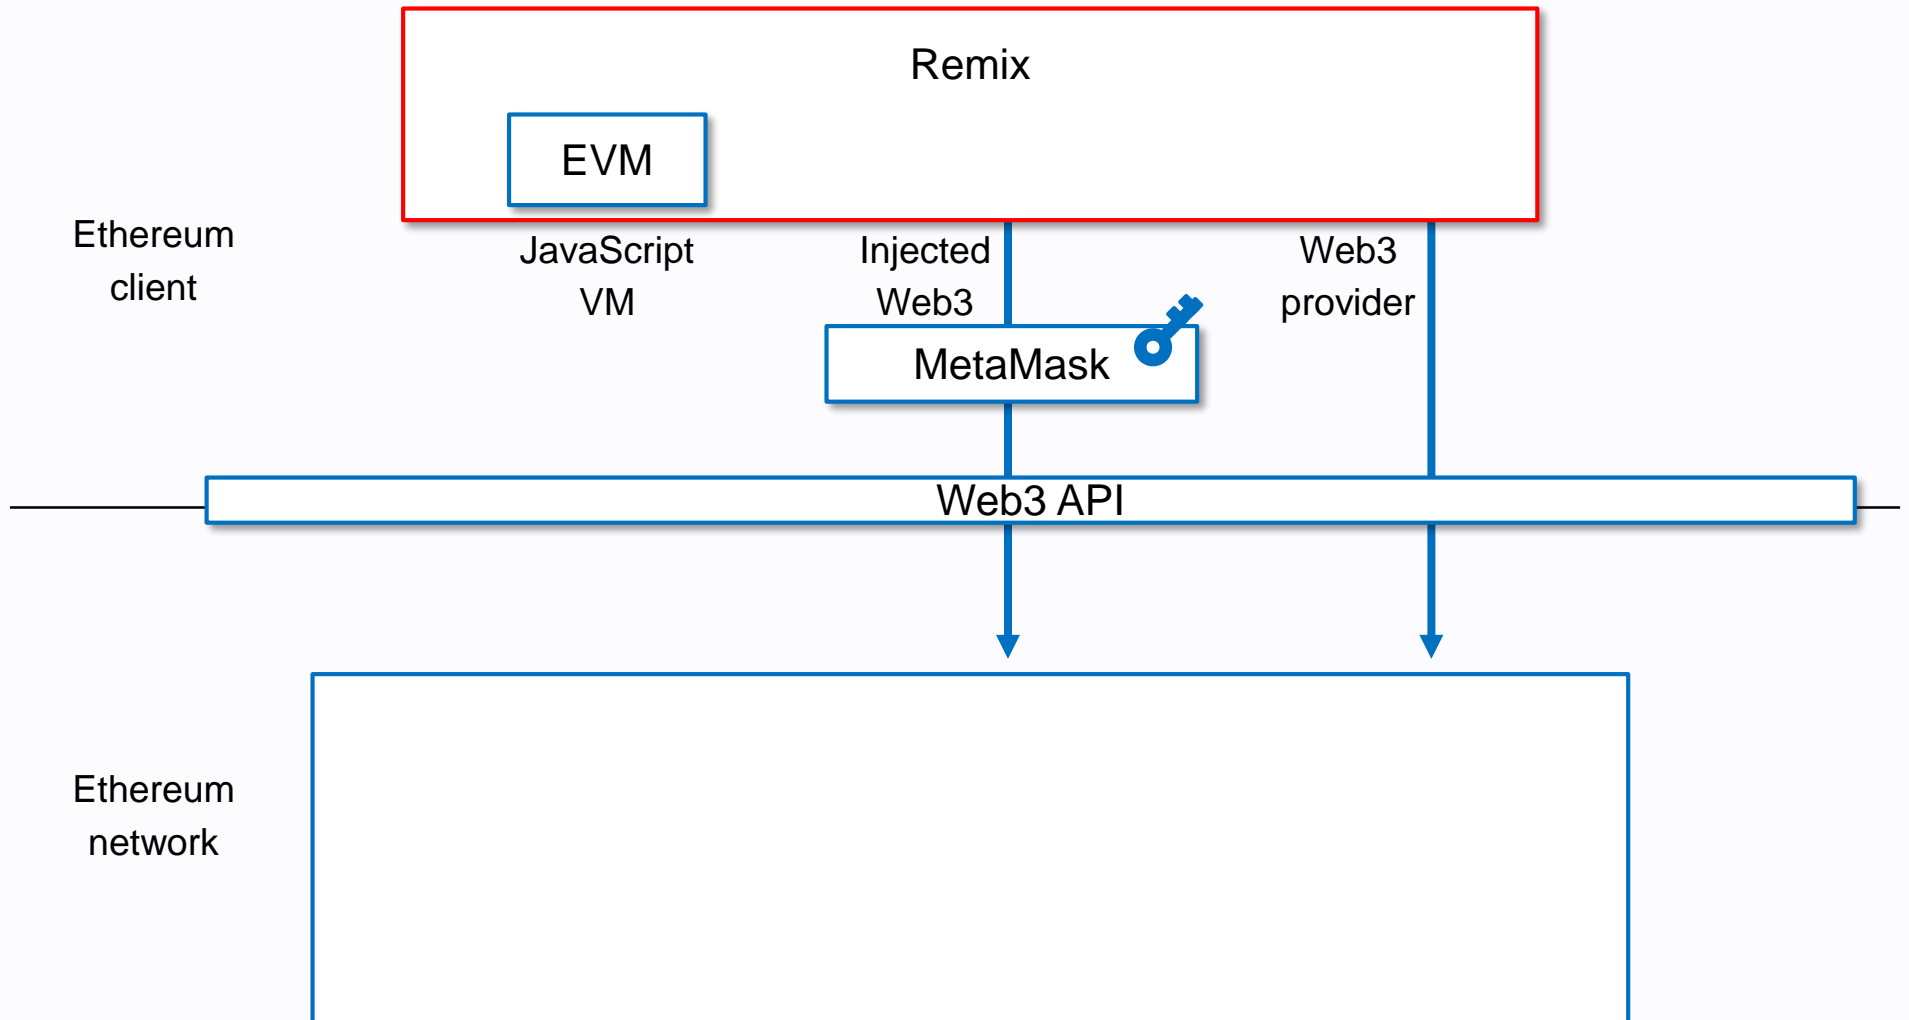 Remix
EVM
Ethereum
client
JavaScript
VM
Injected
Web3
Web3
provider
MetaMask
Web3 API
Ethereum
network